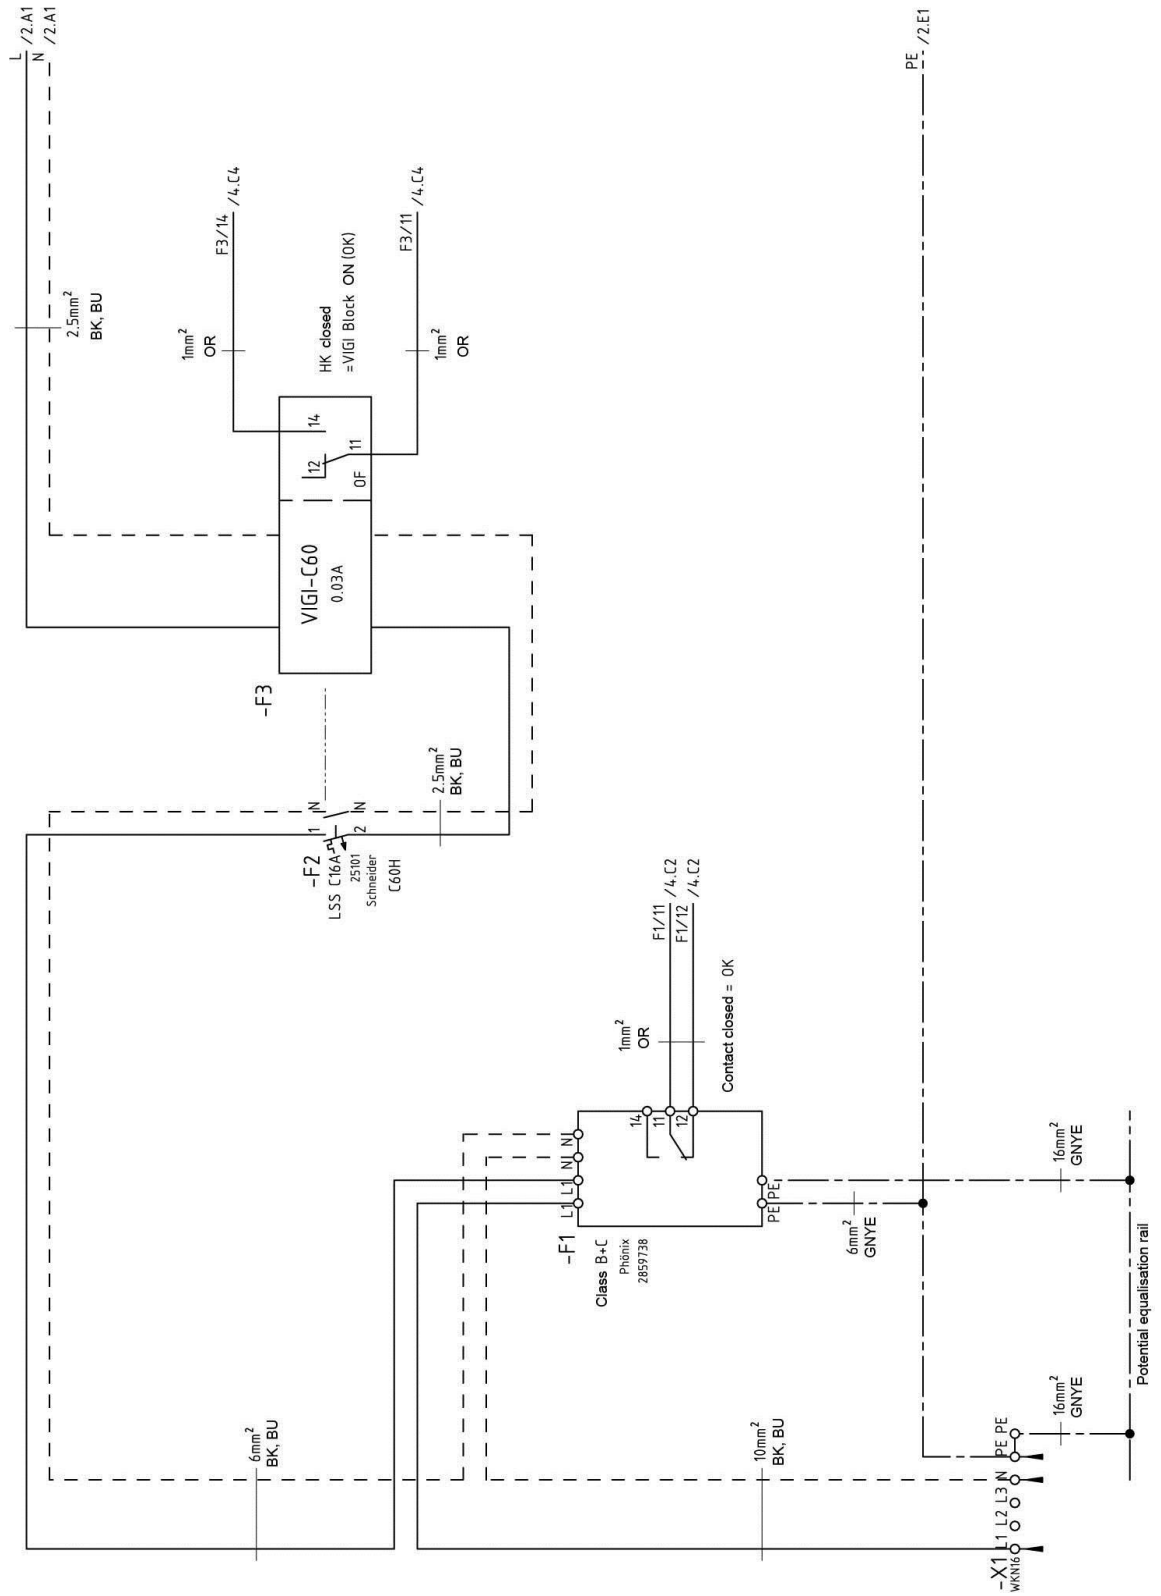 -X1
WKN16
L1 L2 L3 N PE PE
10mm²
BK, BU
16mm²
GNYE
Potential equalisation rail
6mm²
BK, BU
-F1
Class B+C
Phönix
2859738
L1 L1 N N
PE PE
14
11
12
6mm²
GNYE
16mm²
GNYE
1mm²
OR
Contact closed = OK
F1/11 /4.C2
F1/12 /4.C2
-F2
LSS C16A
25101
Schneider
C60H
1 N
2 N
2.5mm²
BK, BU
-F3
VIGI-C60
0.03A
12
14
11
OF
HK closed
=VIGI Block ON (OK)
1mm²
OR
F3/14 /4.C4
1mm²
OR
F3/11 /4.C4
2.5mm²
BK, BU
L /2.A1
N /2.A1
PE /2.E1